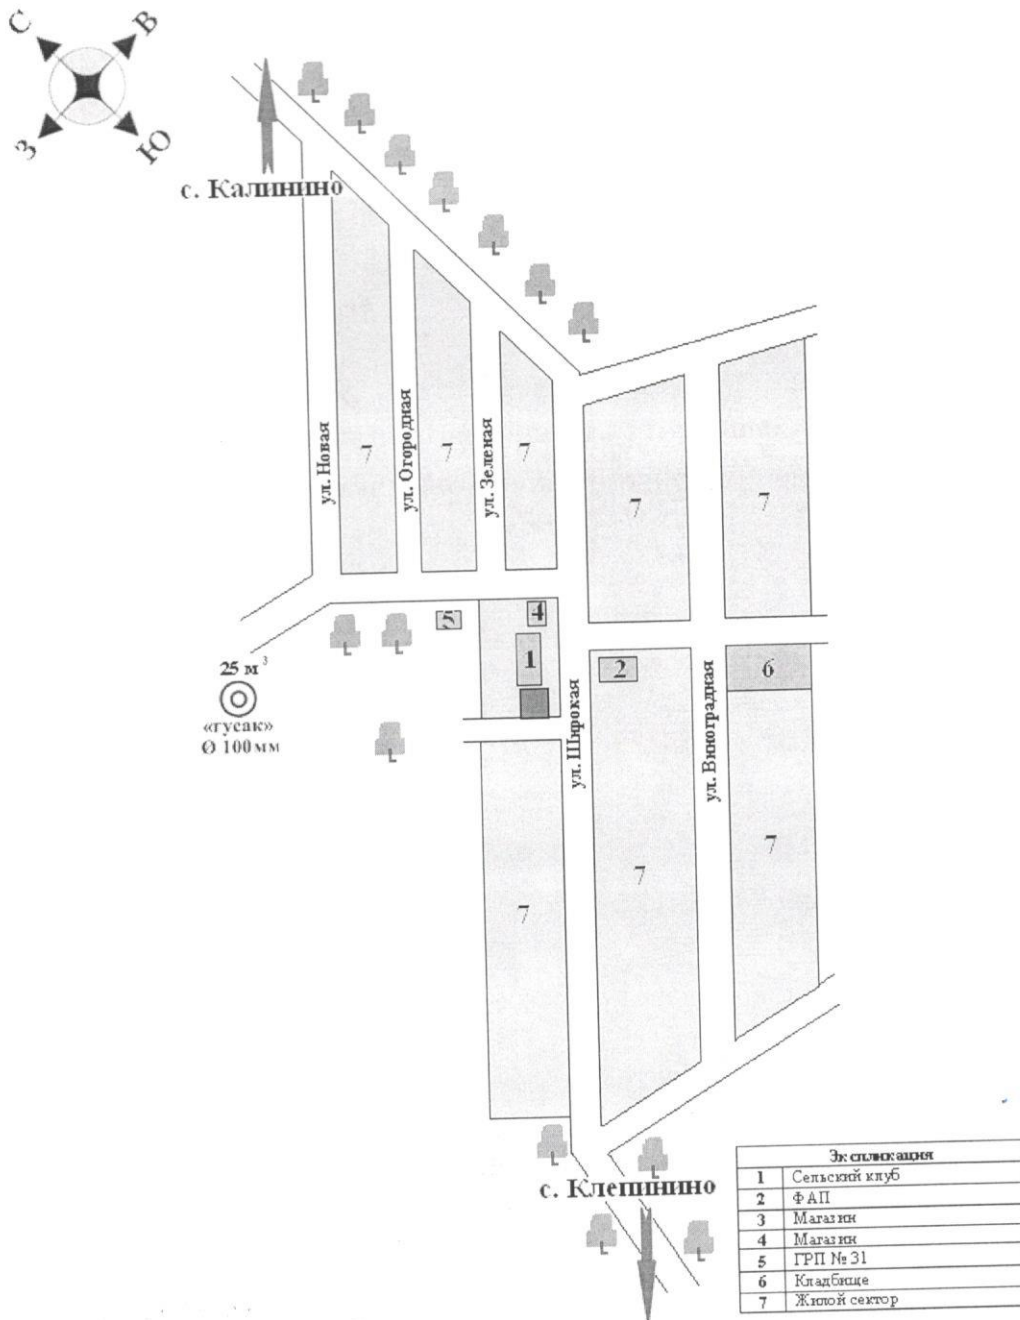 С
В
З
Ю
с. Калинино
ул. Новая
7
ул. Огородная
7
ул. Зеленая
7
7
7
5
4
1
2
6
25 м³
«гусак»
Ø 100 мм
ул. Широкая
ул. Виноградная
7
7
7
с. Клепинино
Экспликация
1 Сельский клуб
2 ФАП
3 Магазин
4 Магазин
5 ГРП № 31
6 Кладбище
7 Жилой сектор